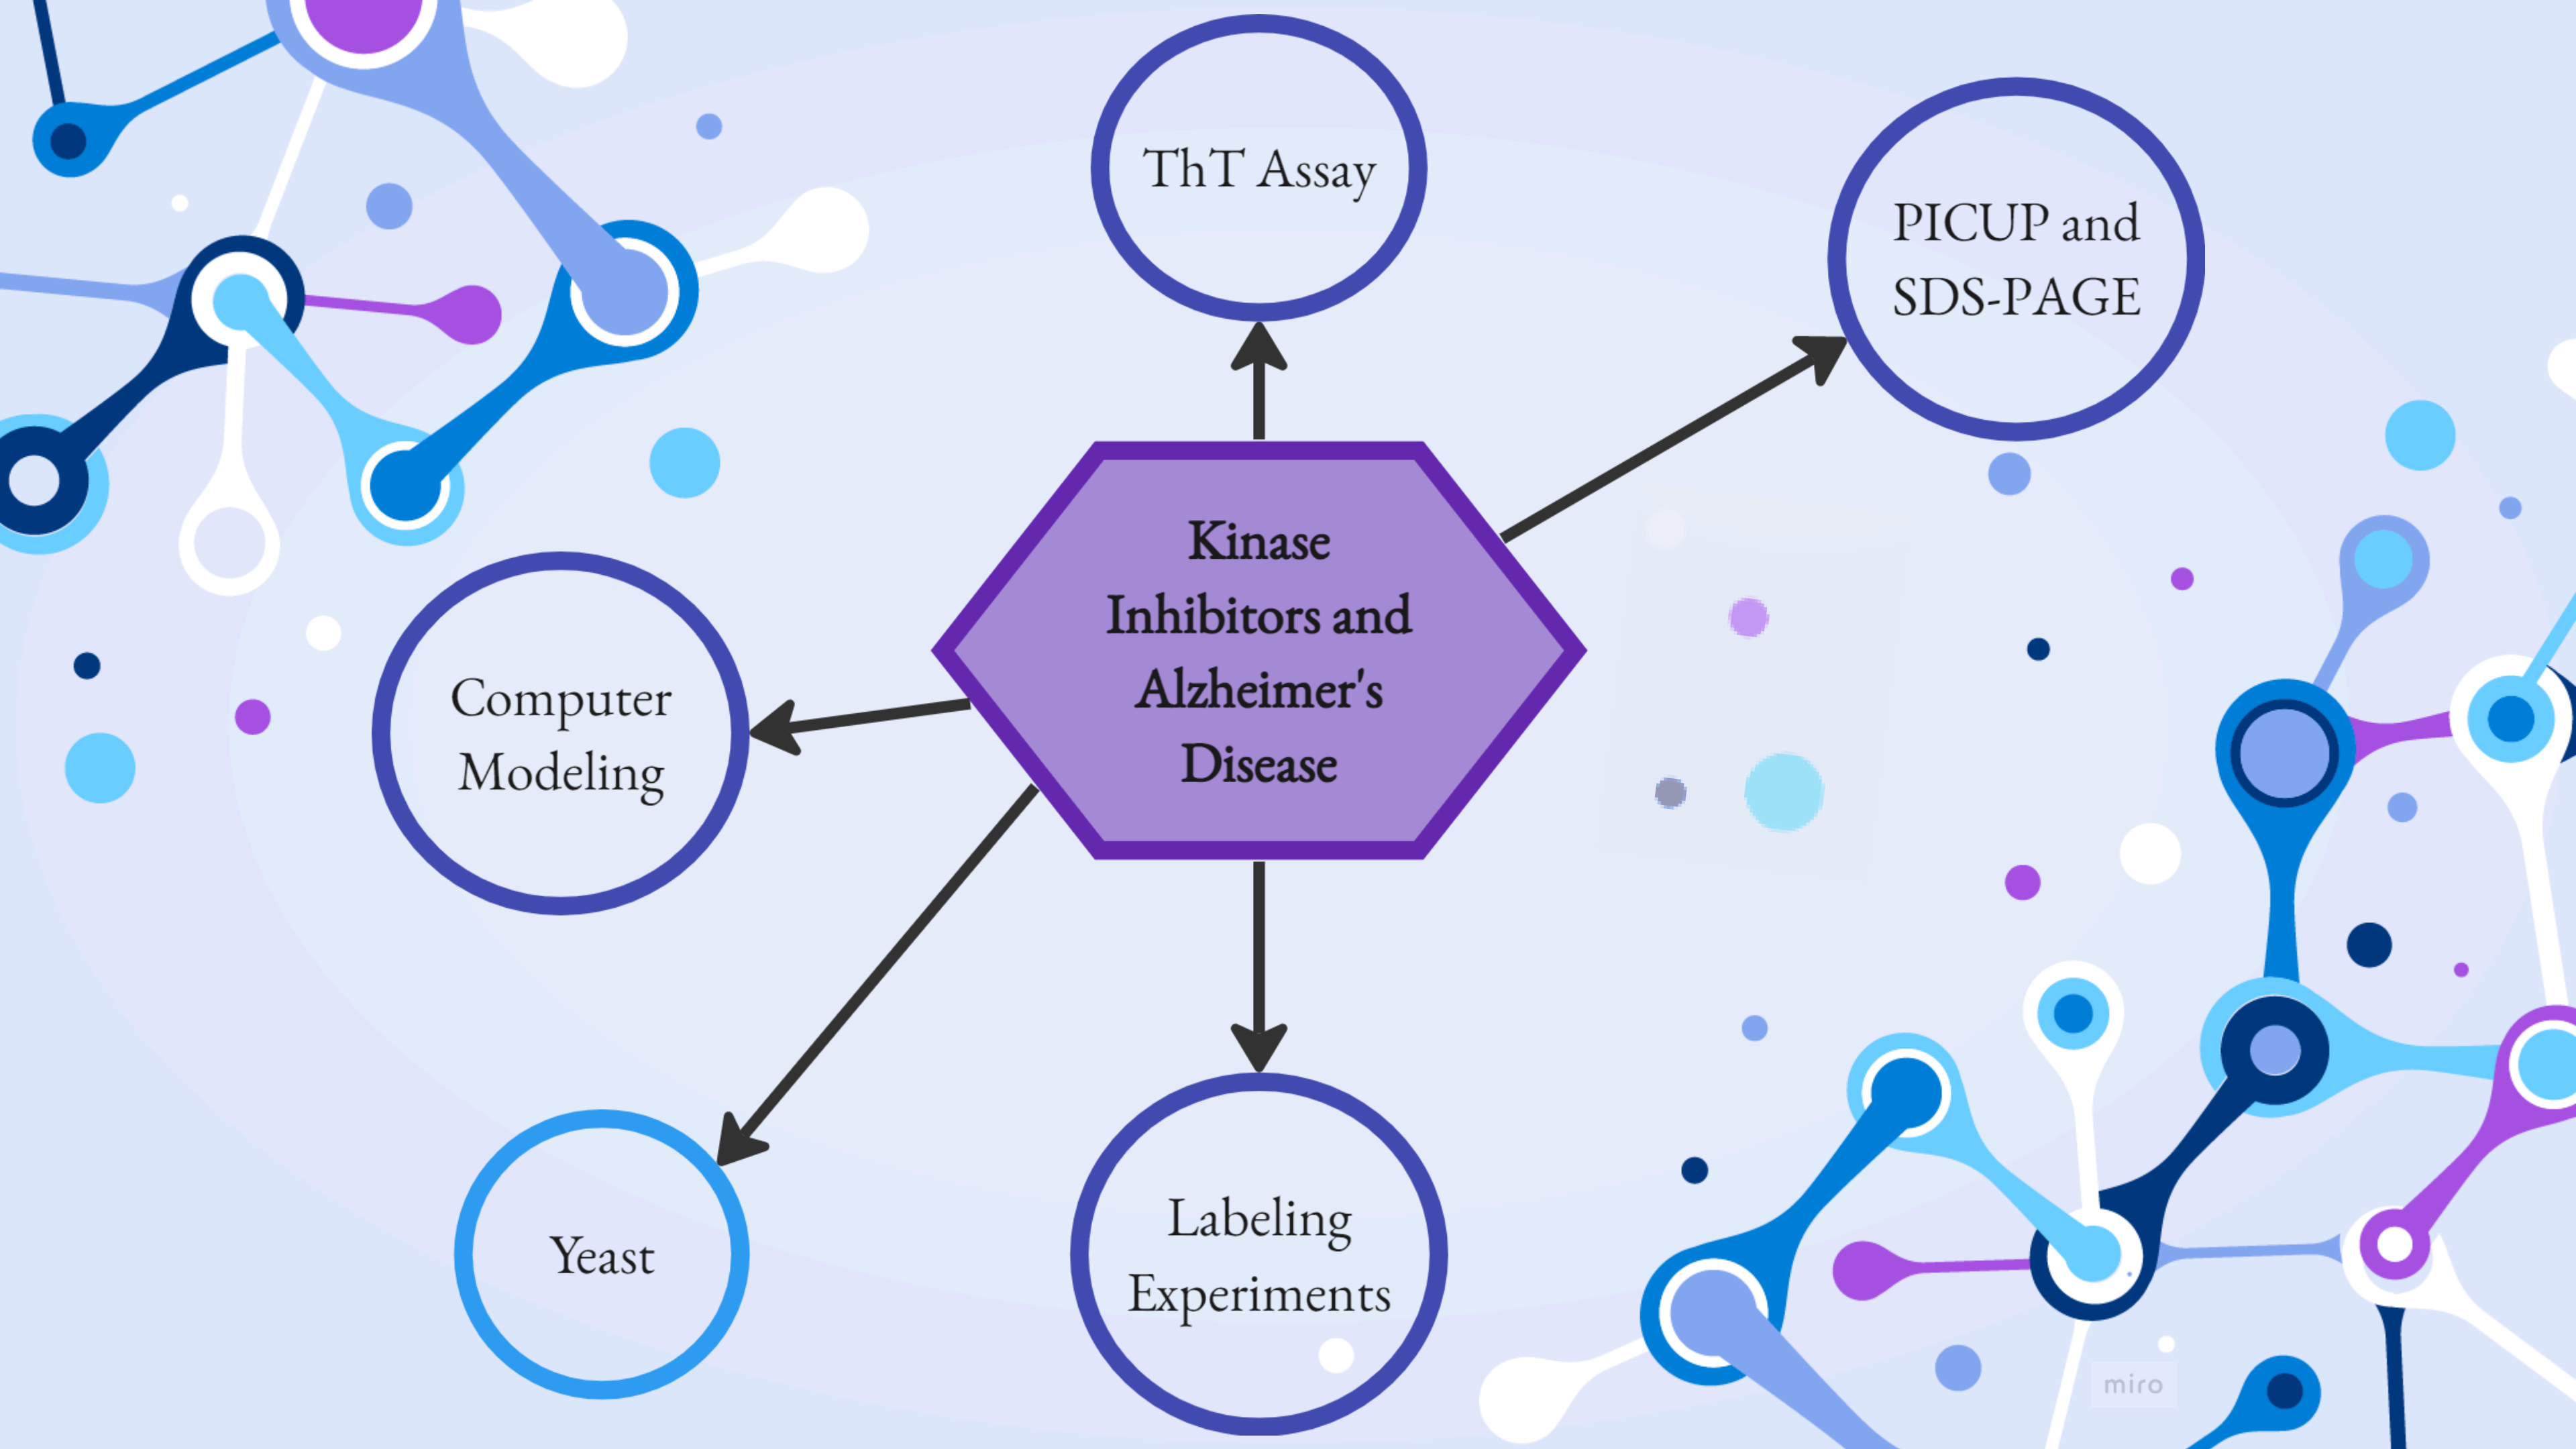 ThT Assay
PICUP and
SDS-PAGE
Kinase
Inhibitors and
Alzheimer's
Disease
Computer
Modeling
Yeast
Labeling
Experiments
miro